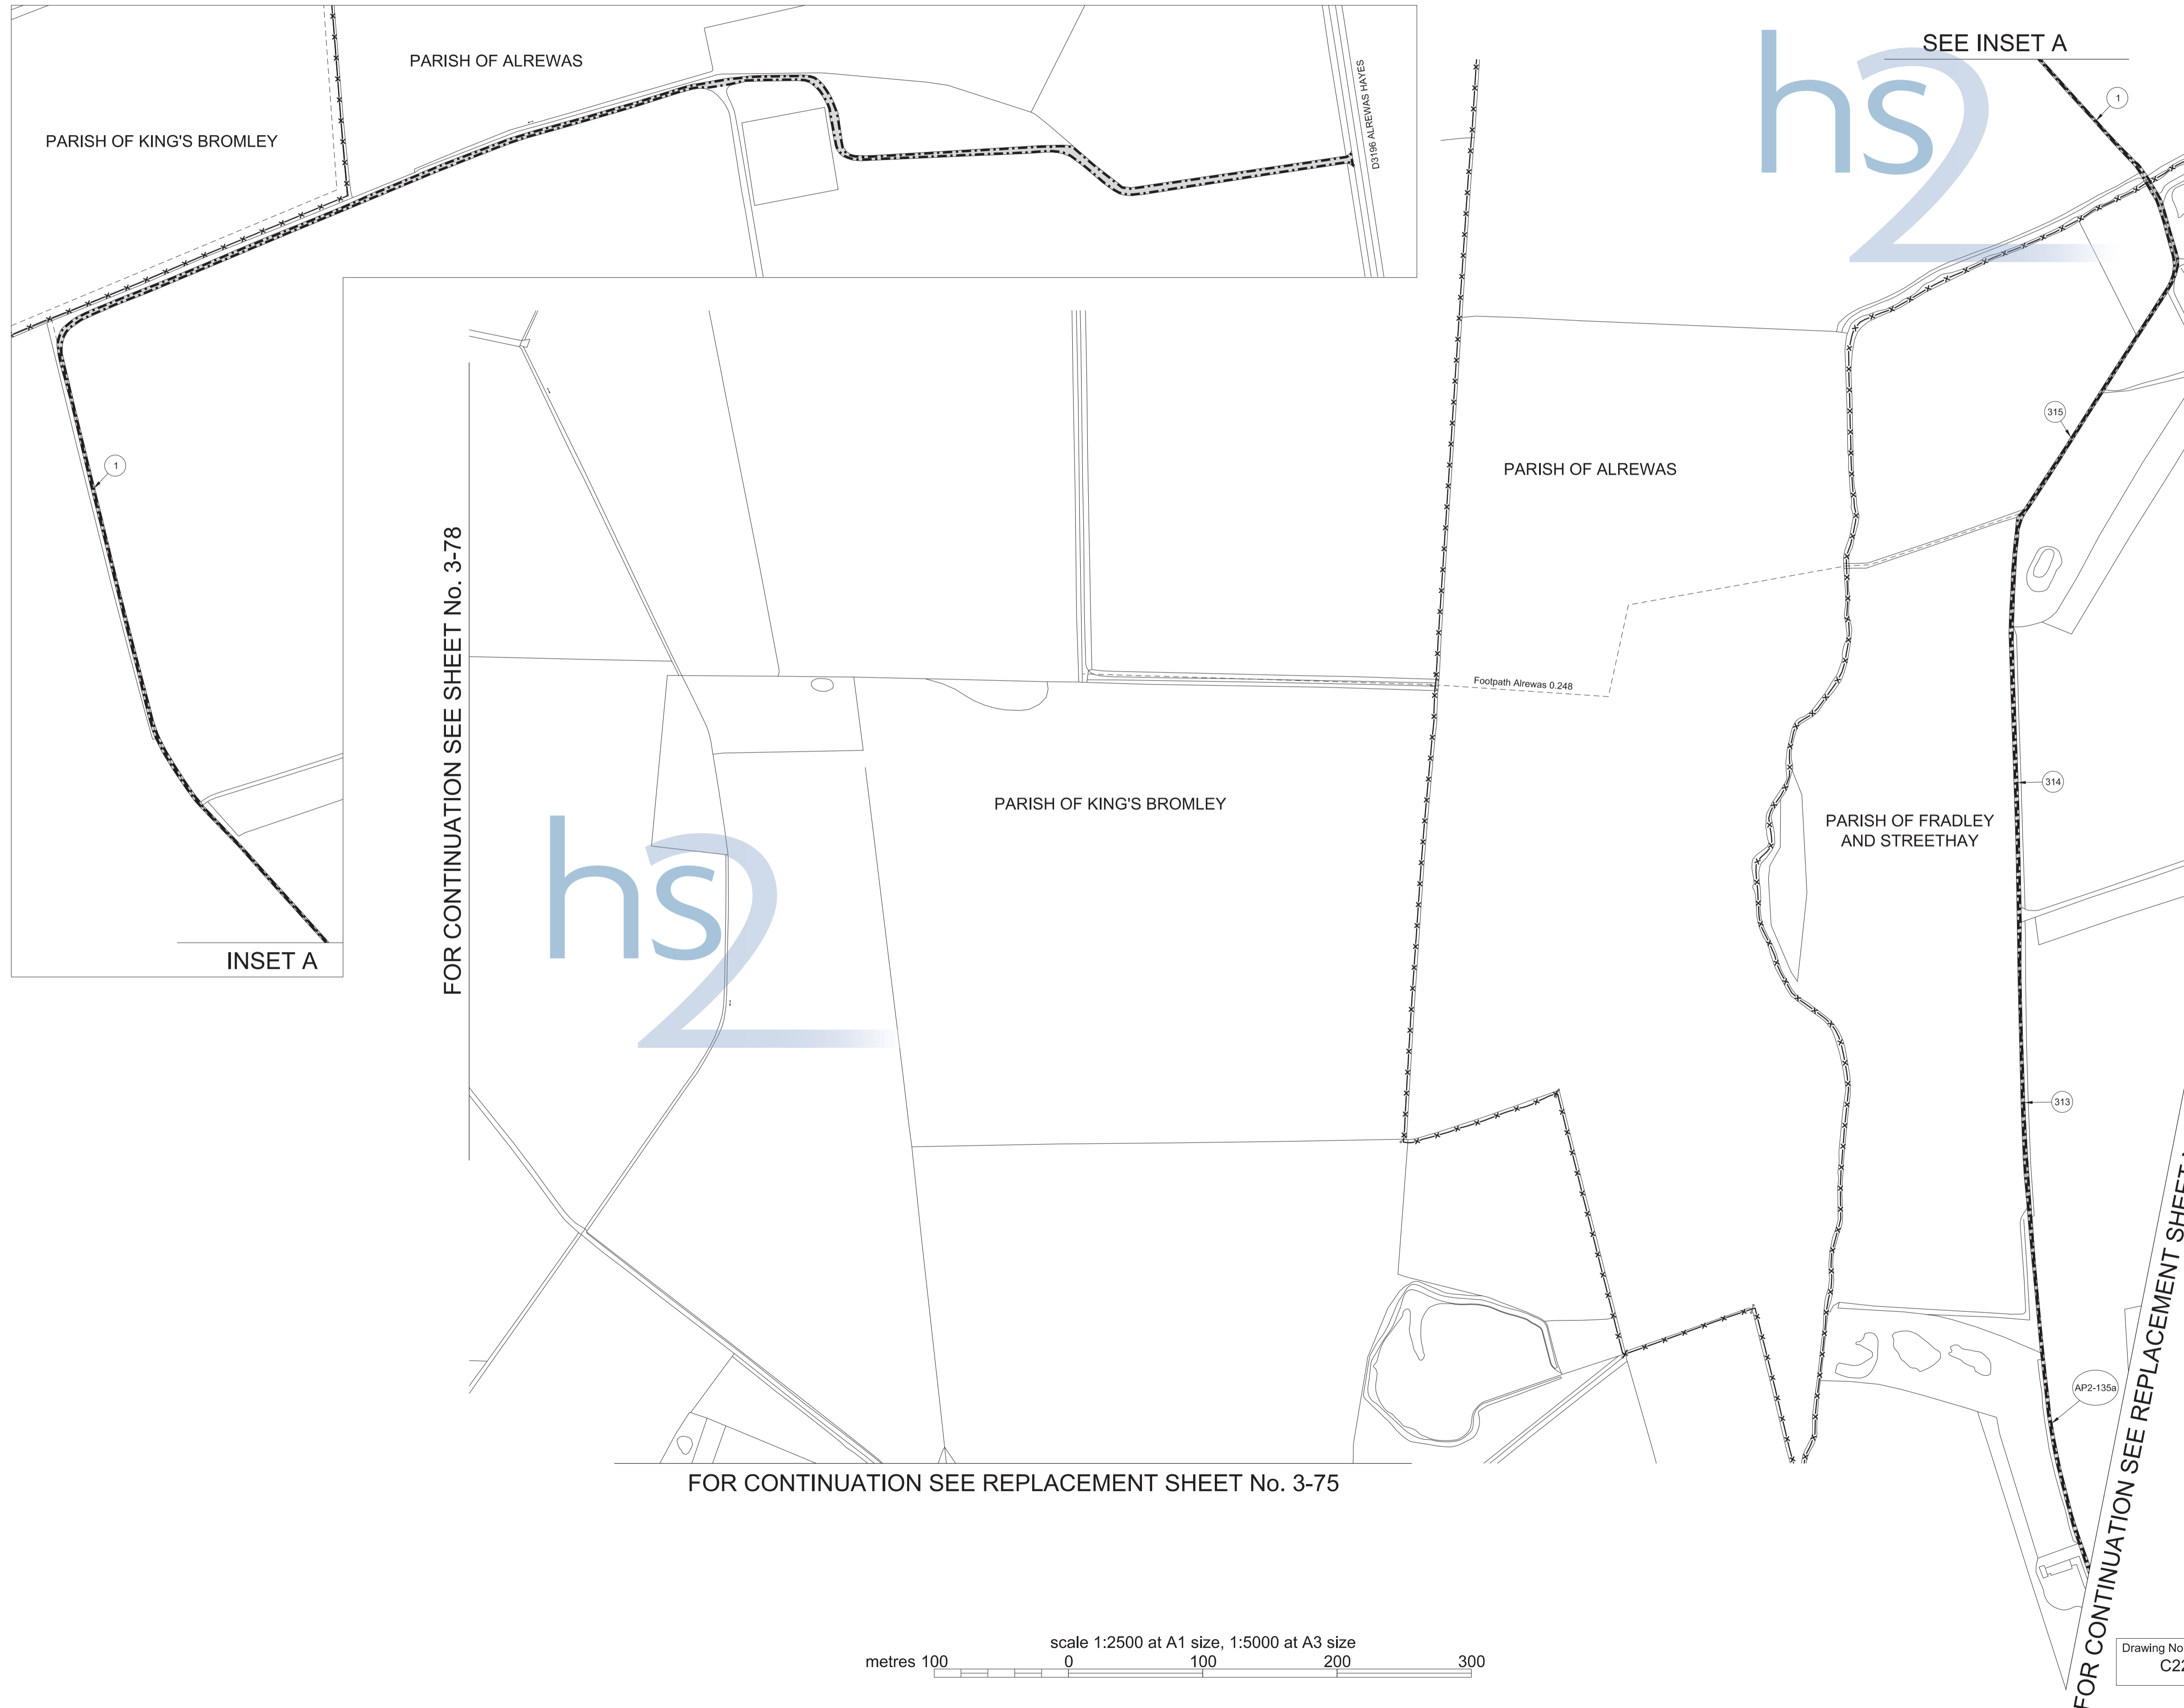 PARISH OF ALREWAS
PARISH OF KING'S BROMLEY
D3196 ALREWAS HAYES
1
INSET A
SEE INSET A
hs2
1
315
PARISH OF ALREWAS
FOR CONTINUATION SEE SHEET No. 3-78
Footpath Alrewas 0.248
314
PARISH OF KING'S BROMLEY
PARISH OF FRADLEY
AND STREETHAY
hs2
313
AP2-135a
FOR CONTINUATION SEE REPLACEMENT SHEET
FOR CONTINUATION SEE REPLACEMENT SHEET No. 3-75
scale 1:2500 at A1 size, 1:5000 at A3 size
metres 100 0 100 200 300
Drawing No
C22